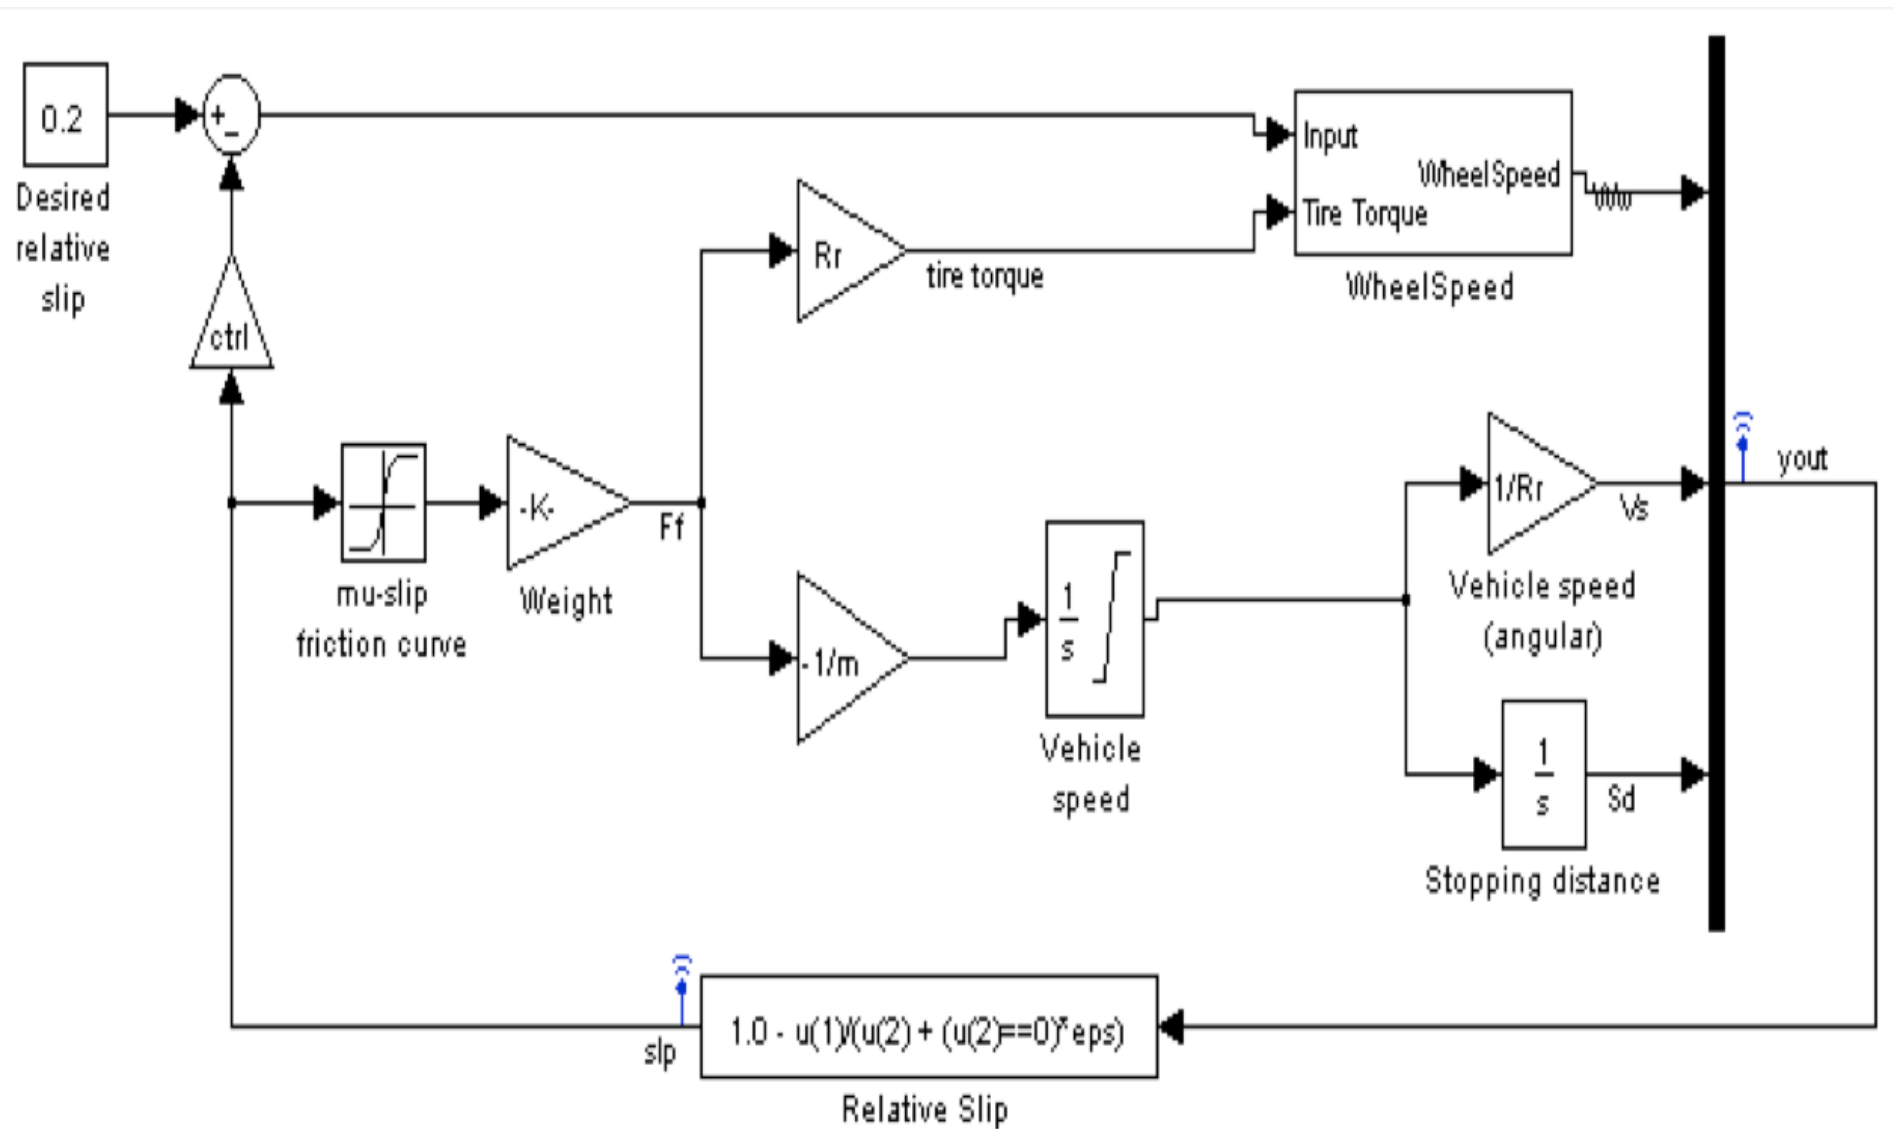 0.2
+
-
Desired
relative
slip
ctrl
Input
WheelSpeed
Tire Torque
WheelSpeed
Ww
Rr
tire torque
mu-slip
friction curve
-K-
Weight
Ff
-1/m
1
s
Vehicle
speed
1/Rr
Vs
Vehicle speed
(angular)
1
s
Sd
Stopping distance
yout
slp
1.0 - u(1)/(u(2) + (u(2)==0)*eps)
Relative Slip